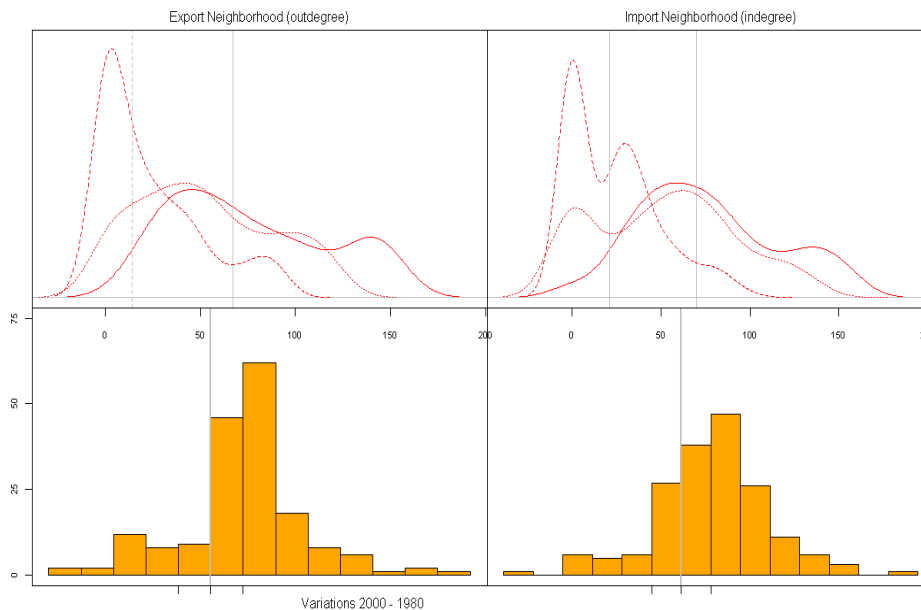 Export Neighborhood (outdegree)
Import Neighborhood (indegree)
0 50 100 150 200
0 50 100 150 2
75
50
25
0
Variations 2000 - 1980